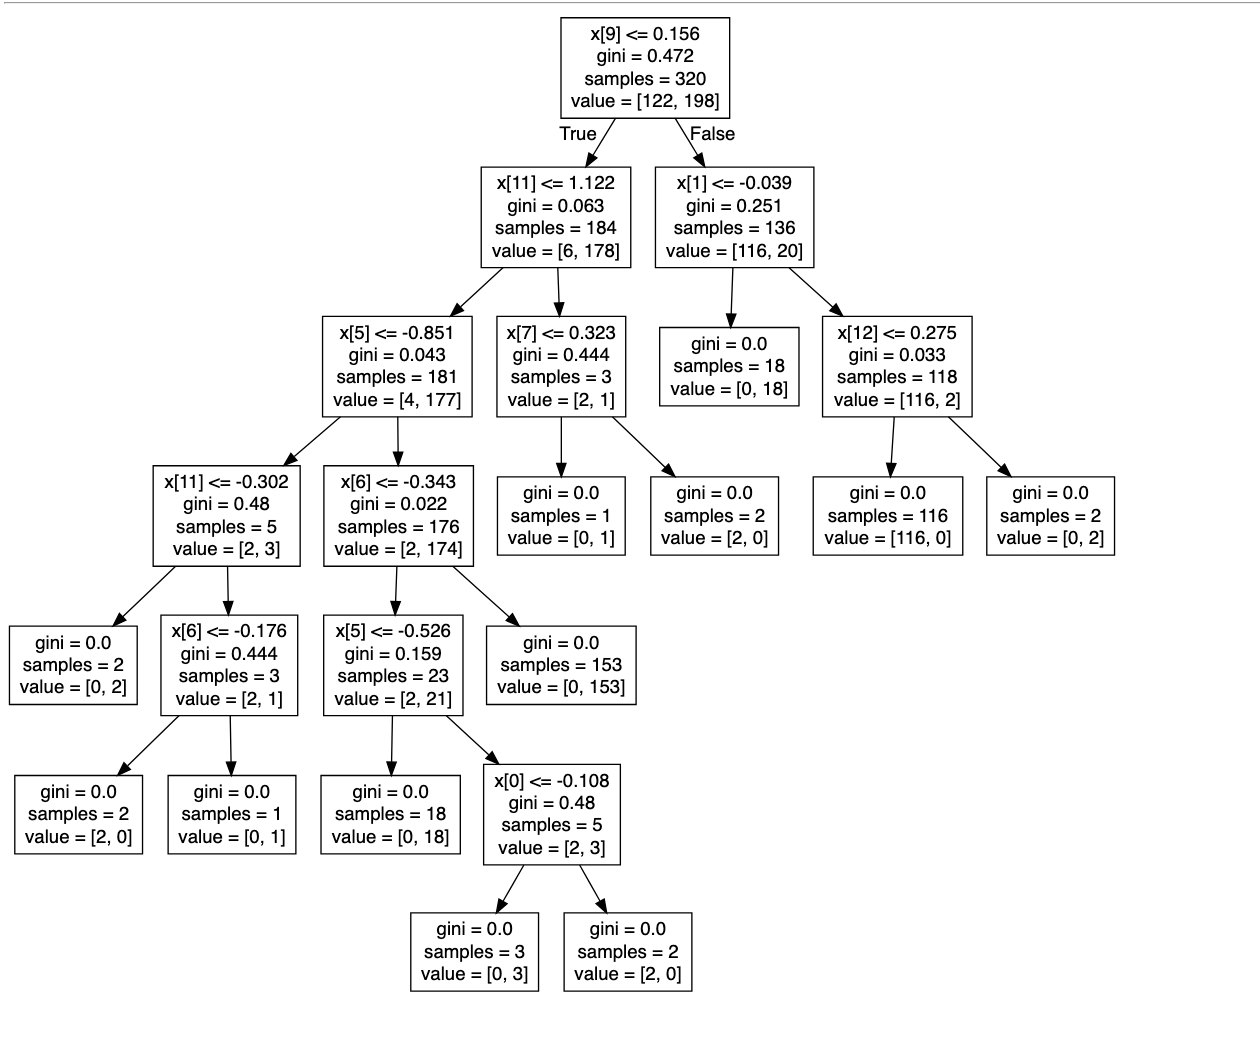 x[9] <= 0.156
gini = 0.472
samples = 320
value = [122, 198]
True
False
x[11] <= 1.122
gini = 0.063
samples = 184
value = [6, 178]
x[1] <= -0.039
gini = 0.251
samples = 136
value = [116, 20]
x[5] <= -0.851
gini = 0.043
samples = 181
value = [4, 177]
x[7] <= 0.323
gini = 0.444
samples = 3
value = [2, 1]
gini = 0.0
samples = 18
value = [0, 18]
x[12] <= 0.275
gini = 0.033
samples = 118
value = [116, 2]
x[11] <= -0.302
gini = 0.48
samples = 5
value = [2, 3]
x[6] <= -0.343
gini = 0.022
samples = 176
value = [2, 174]
gini = 0.0
samples = 1
value = [0, 1]
gini = 0.0
samples = 2
value = [2, 0]
gini = 0.0
samples = 116
value = [116, 0]
gini = 0.0
samples = 2
value = [0, 2]
gini = 0.0
samples = 2
value = [0, 2]
x[6] <= -0.176
gini = 0.444
samples = 3
value = [2, 1]
x[5] <= -0.526
gini = 0.159
samples = 23
value = [2, 21]
gini = 0.0
samples = 153
value = [0, 153]
gini = 0.0
samples = 2
value = [2, 0]
gini = 0.0
samples = 1
value = [0, 1]
gini = 0.0
samples = 18
value = [0, 18]
x[0] <= -0.108
gini = 0.48
samples = 5
value = [2, 3]
gini = 0.0
samples = 3
value = [0, 3]
gini = 0.0
samples = 2
value = [2, 0]